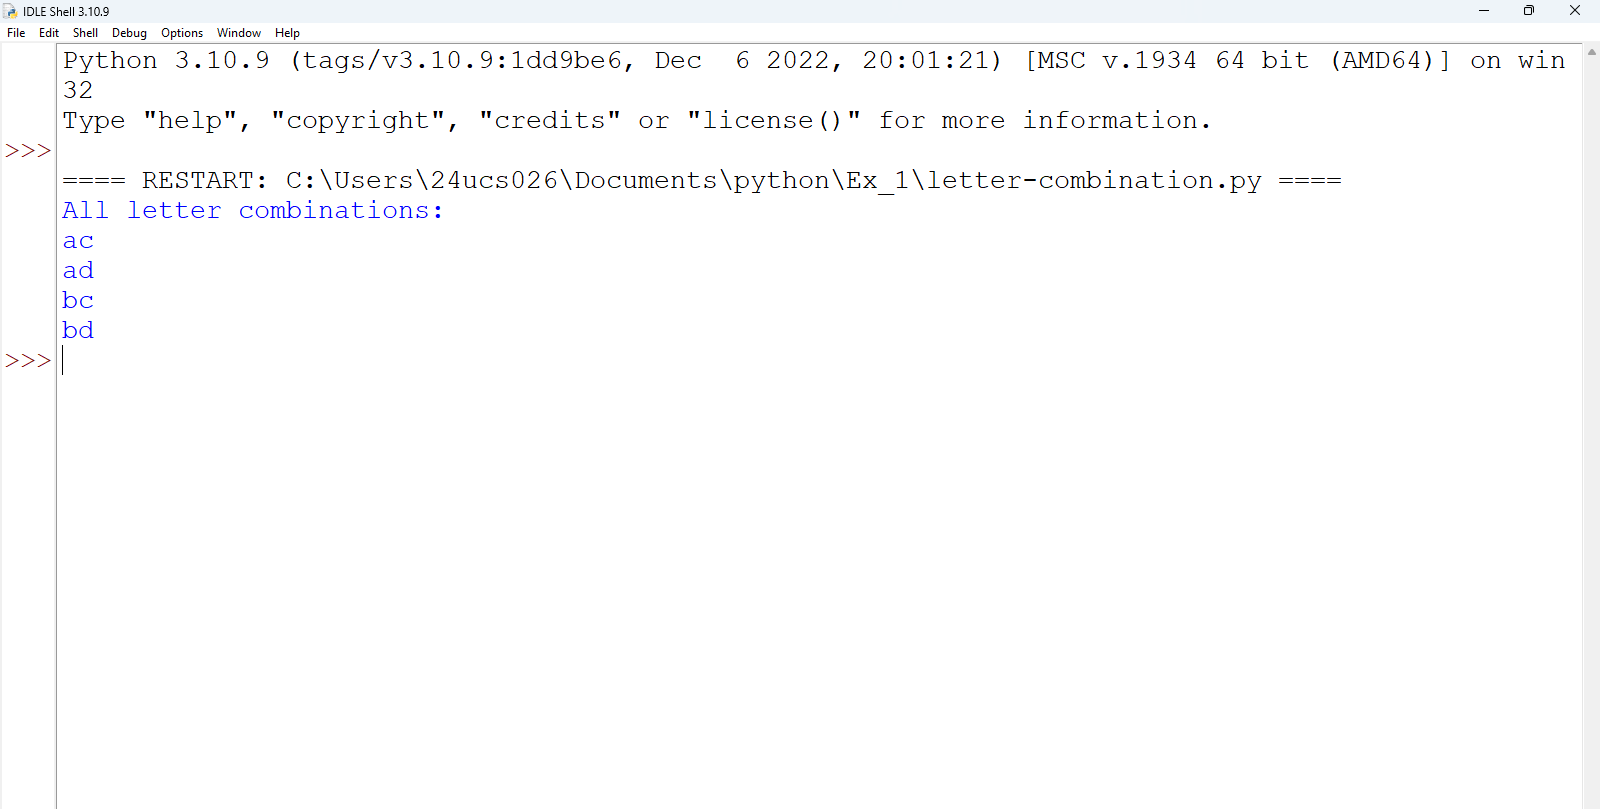 IDLE Shell 3.10.9
File Edit Shell Debug Options Window Help
Python 3.10.9 (tags/v3.10.9:1dd9be6, Dec  6 2022, 20:01:21) [MSC v.1934 64 bit (AMD64)] on win
32
Type "help", "copyright", "credits" or "license()" for more information.
>>>
==== RESTART: C:\Users\24ucs026\Documents\python\Ex_1\letter-combination.py ====
All letter combinations:
ac
ad
bc
bd
>>>